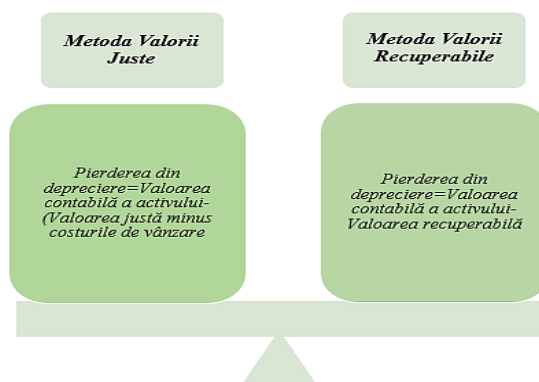 Metoda Valorii
Juste
Metoda Valorii
Recuperabile
Pierderea din
depreciere=Valoarea
contabilă a activului-
(Valoarea justă minus
costurile de vânzare
Pierderea din
depreciere=Valoarea
contabilă a activului-
Valoarea recuperabilă